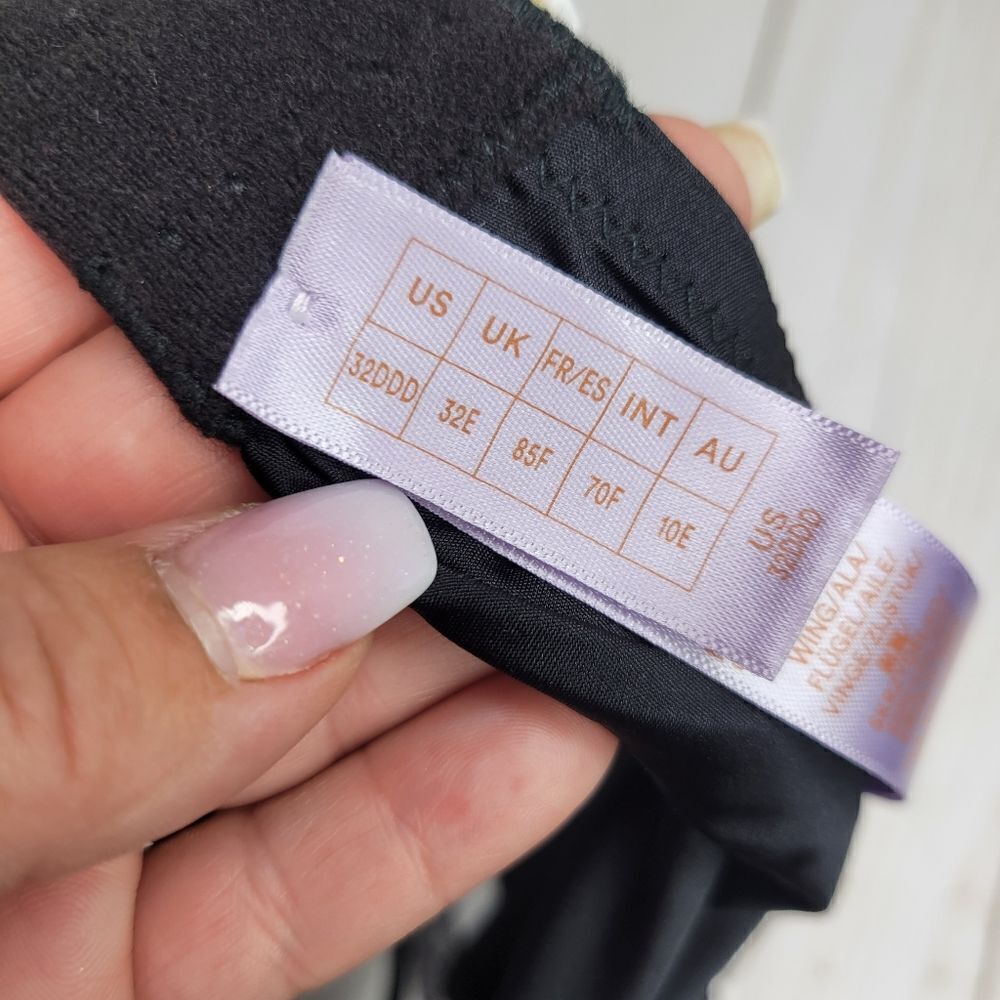 US UK FR/ES INT AU
32DDD 32E 85F 70F 10E
US
32DDD
WING/ALA/
FLÜGEL/AILE/